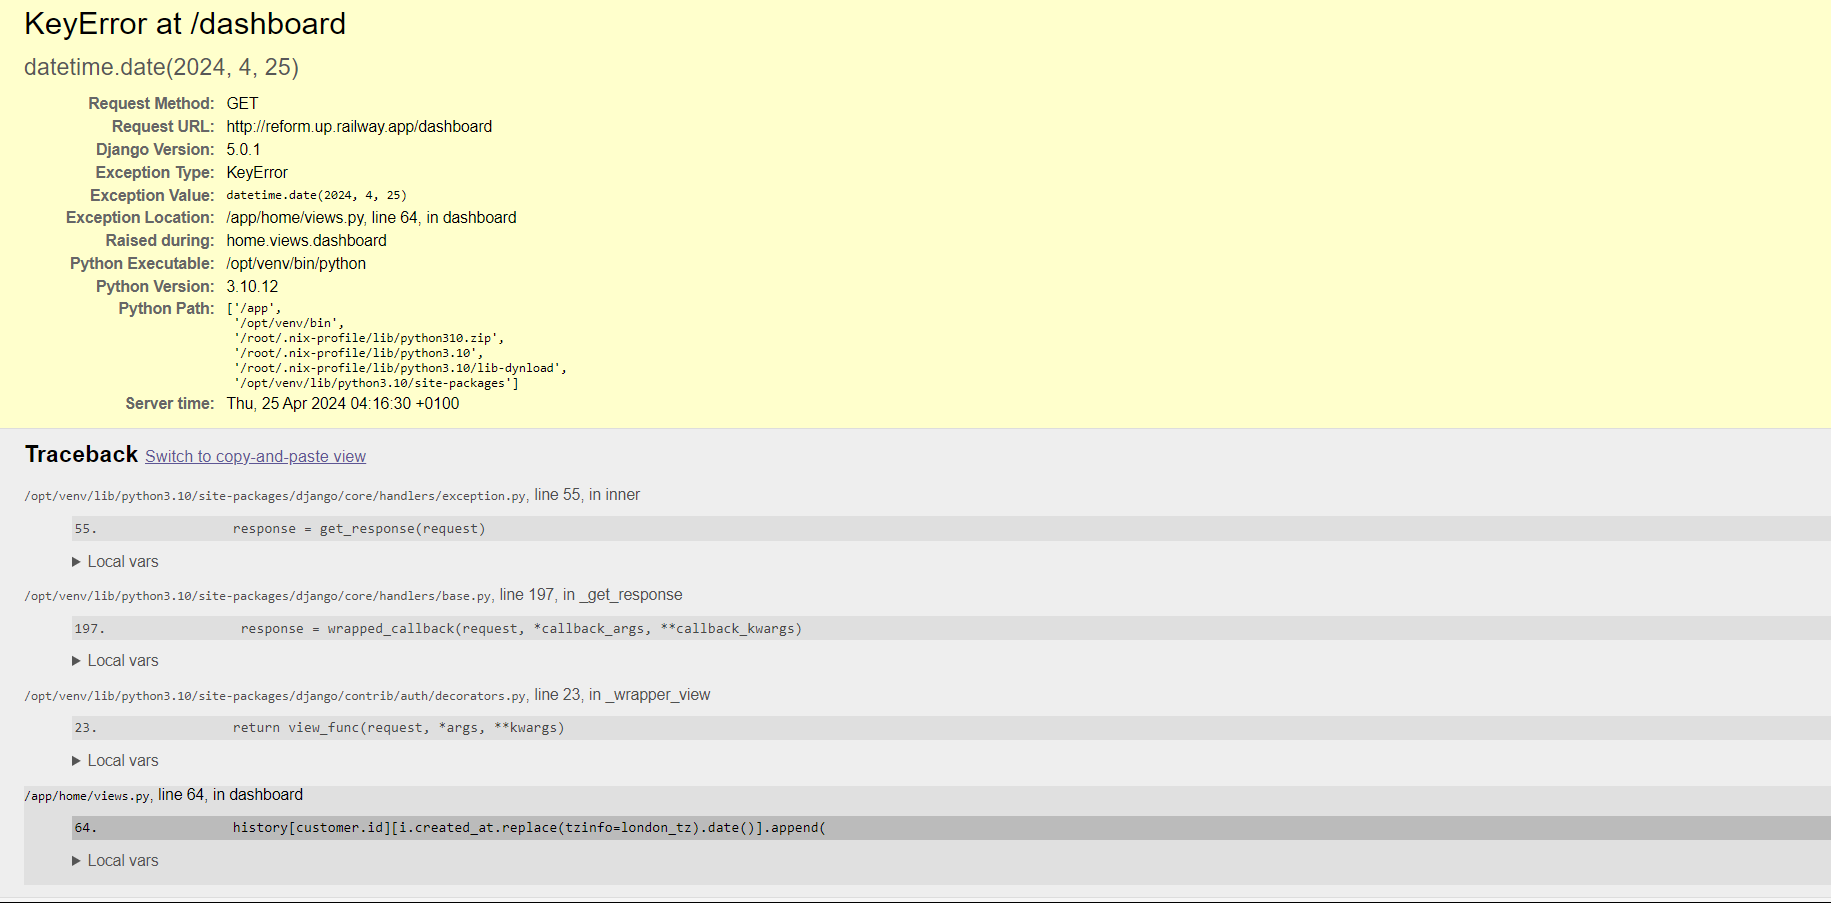 KeyError at /dashboard
datetime.date(2024, 4, 25)
Request Method: GET
Request URL: http://reform.up.railway.app/dashboard
Django Version: 5.0.1
Exception Type: KeyError
Exception Value: datetime.date(2024, 4, 25)
Exception Location: /app/home/views.py, line 64, in dashboard
Raised during: home.views.dashboard
Python Executable: /opt/venv/bin/python
Python Version: 3.10.12
Python Path: ['/app',
'/opt/venv/bin',
'/root/.nix-profile/lib/python310.zip',
'/root/.nix-profile/lib/python3.10',
'/root/.nix-profile/lib/python3.10/lib-dynload',
'/opt/venv/lib/python3.10/site-packages']
Server time: Thu, 25 Apr 2024 04:16:30 +0100
Traceback Switch to copy-and-paste view
/opt/venv/lib/python3.10/site-packages/django/core/handlers/exception.py, line 55, in inner
55. response = get_response(request)
▶ Local vars
/opt/venv/lib/python3.10/site-packages/django/core/handlers/base.py, line 197, in _get_response
197. response = wrapped_callback(request, *callback_args, **callback_kwargs)
▶ Local vars
/opt/venv/lib/python3.10/site-packages/django/contrib/auth/decorators.py, line 23, in _wrapper_view
23. return view_func(request, *args, **kwargs)
▶ Local vars
/app/home/views.py, line 64, in dashboard
64. history[customer.id][i.created_at.replace(tzinfo=london_tz).date()].append(
▶ Local vars